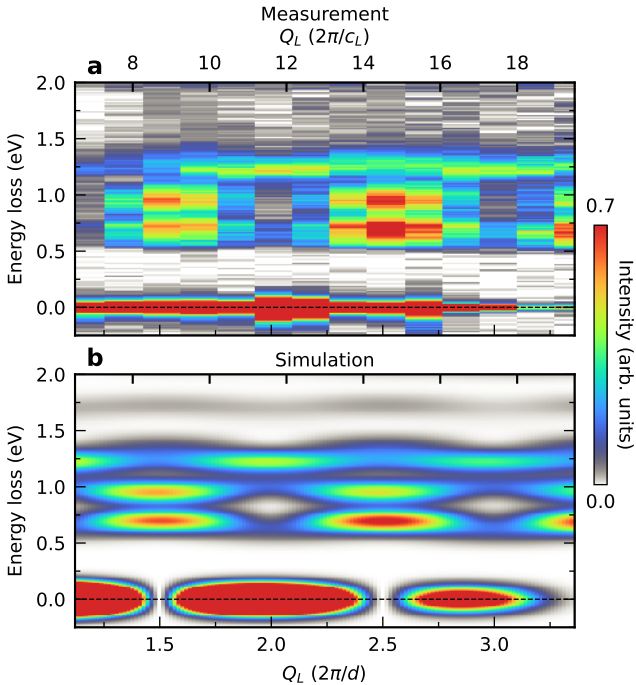 Measurement
Q_L (2π/c_L)
8 10 12 14 16 18
a
2.0
1.5
1.0
0.5
0.0
Energy loss (eV)
b
Simulation
2.0
1.5
1.0
0.5
0.0
Energy loss (eV)
1.5 2.0 2.5 3.0
Q_L (2π/d)
0.7
0.0
Intensity (arb. units)